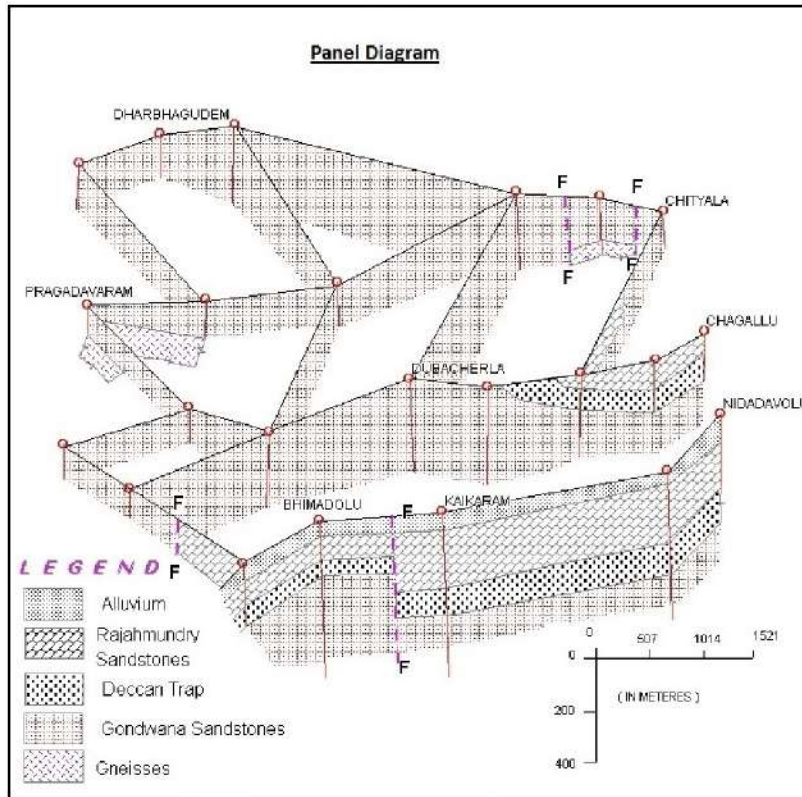 Panel Diagram
DHARBHAGUDEM
F
F
CHITYALA
F
F
PRAGADAVARAM
CHAGALLU
DUBACHERLA
NIDADAVOLU
F
BHIMADOLU
F
KAIKARAM
F
F
LEGEND
Alluvium
Rajahmundry
Sandstones
Deccan Trap
Gondwana Sandstones
Gneisses
0 507 1014 1521
0
200
400
( IN METERES )